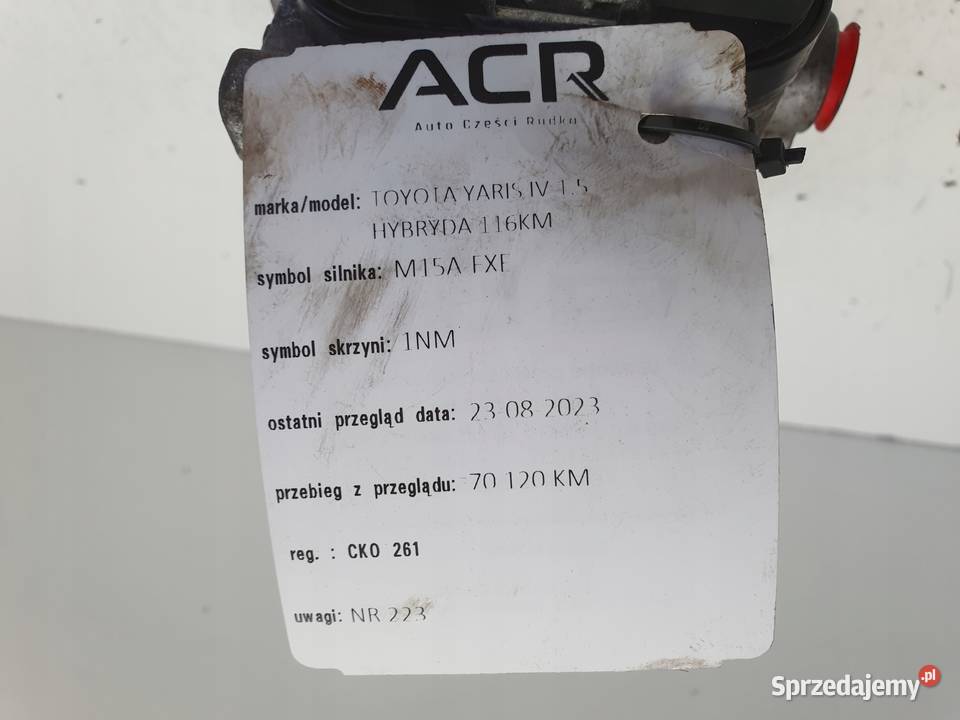 ACR
Auto Części Rudka
marka/model: TOYOTA YARIS IV 1.5
HYBRYDA 116KM
symbol silnika: M15A-FXE
symbol skrzyni: 1NM
ostatni przegląd data: 23-08-2023
przebieg z przeglądu: 70 120 KM
reg. : CKO 261
uwagi: NR 223
Sprzedajemy.pl